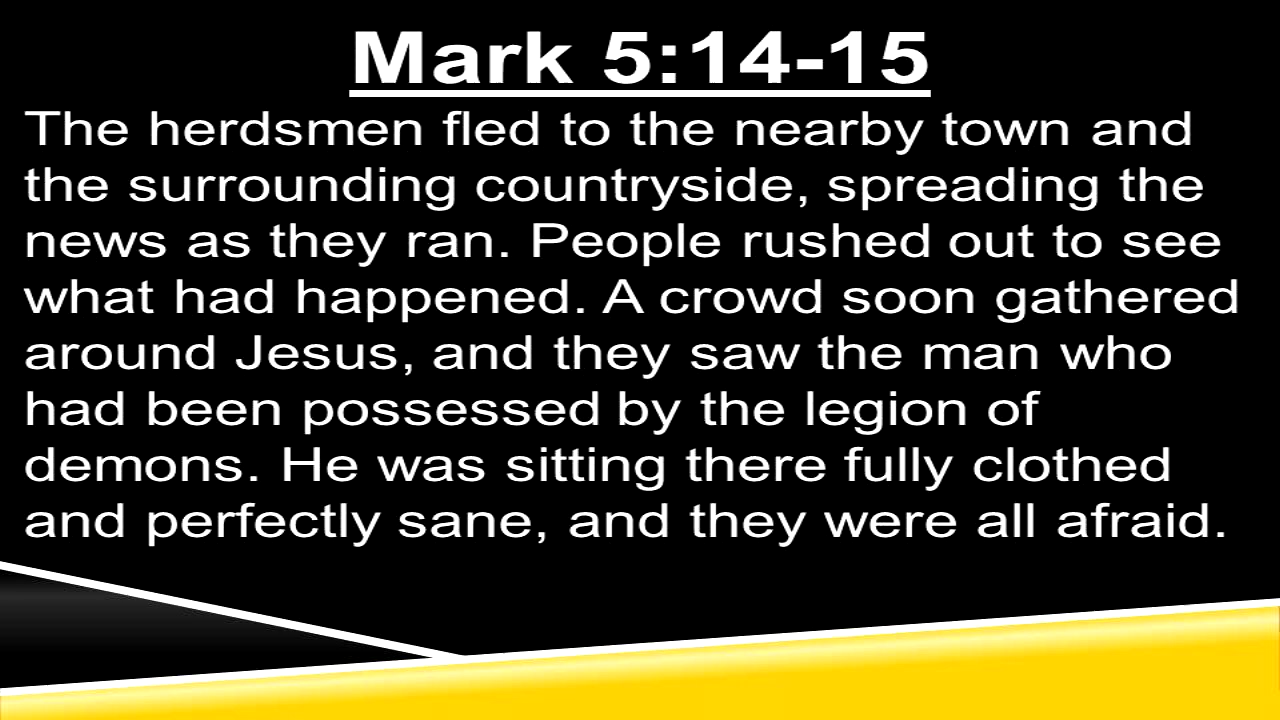 Mark 5:14-15
The herdsmen fled to the nearby town and
the surrounding countryside, spreading the
news as they ran. People rushed out to see
what had happened. A crowd soon gathered
around Jesus, and they saw the man who
had been possessed by the legion of
demons. He was sitting there fully clothed
and perfectly sane, and they were all afraid.